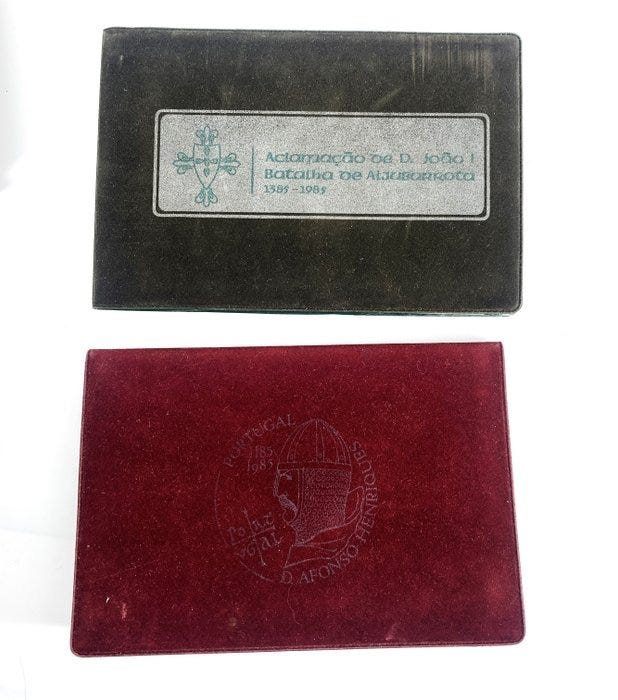 Aclamação de D. João I
Batalha de Aljubarrota
1385-1985
PORTUGAL
1185
1985
D. AFONSO HENRIQUES